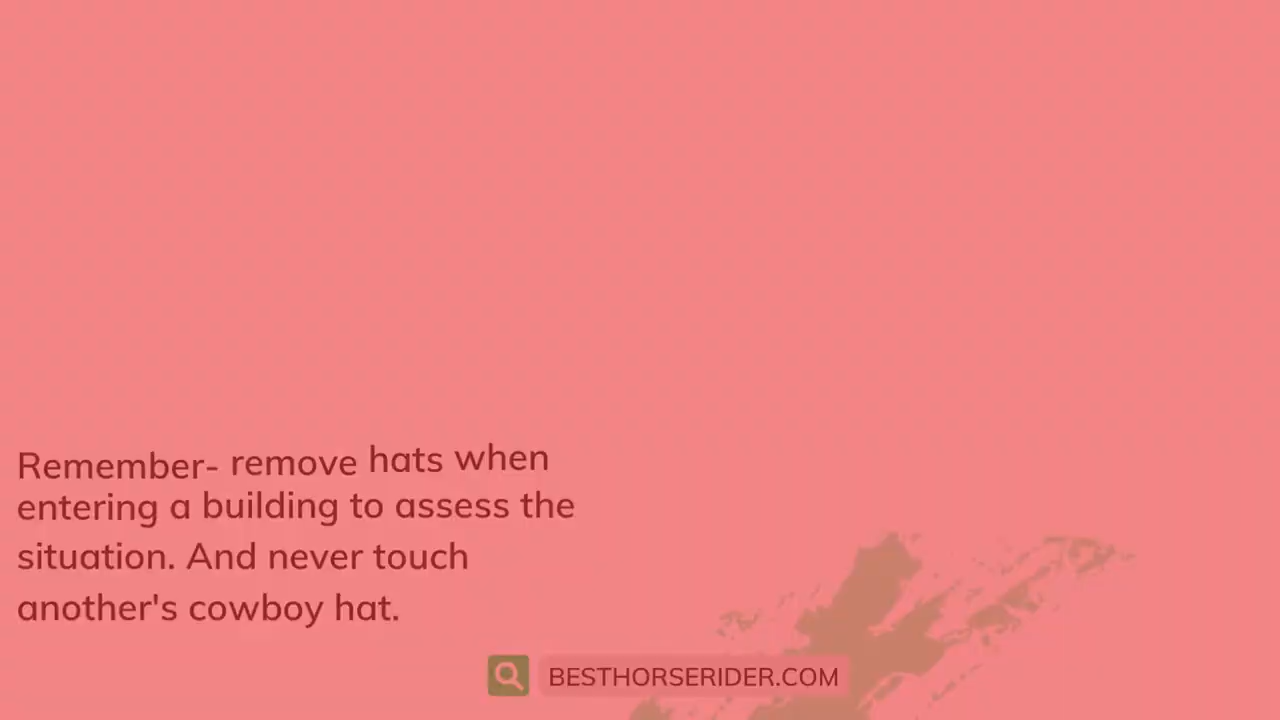 Remember- remove hats when
entering a building to assess the
situation. And never touch
another's cowboy hat.
BESTHORSERIDER.COM